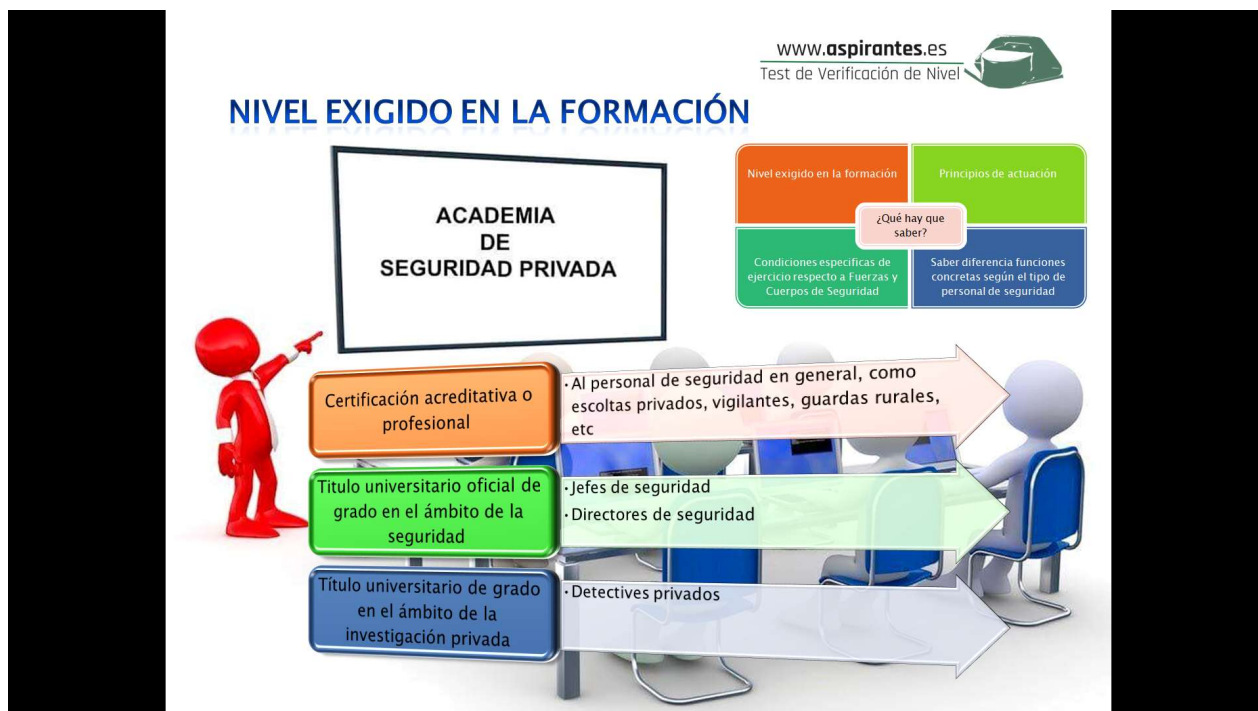 www.aspirantes.es
Test de Verificación de Nivel
NIVEL EXIGIDO EN LA FORMACIÓN
ACADEMIA
DE
SEGURIDAD PRIVADA
Nivel exigido en la formación
Principios de actuación
¿Qué hay que
saber?
Condiciones especificas de
ejercicio respecto a Fuerzas y
Cuerpos de Seguridad
Saber diferencia funciones
concretas según el tipo de
personal de seguridad
Certificación acreditativa o
profesional
·Al personal de seguridad en general, como
escoltas privados, vigilantes, guardas rurales,
etc
Titulo universitario oficial de
grado en el ámbito de la
seguridad
·Jefes de seguridad
·Directores de seguridad
Título universitario de grado
en el ámbito de la
investigación privada
·Detectives privados